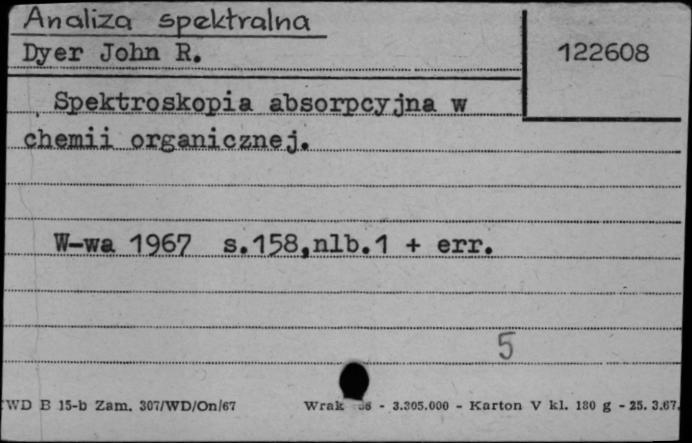 Analiza spektralna
Dyer John R.
122608
Spektroskopia absorpcyjna w
chemii organicznej.
W-wa 1967 s.158,nlb.1 + err.
5
WD B 15-b Zam. 307/WD/On/67 Wrak - 3.305.000 - Karton V kl. 180 g - 25. 3.67.